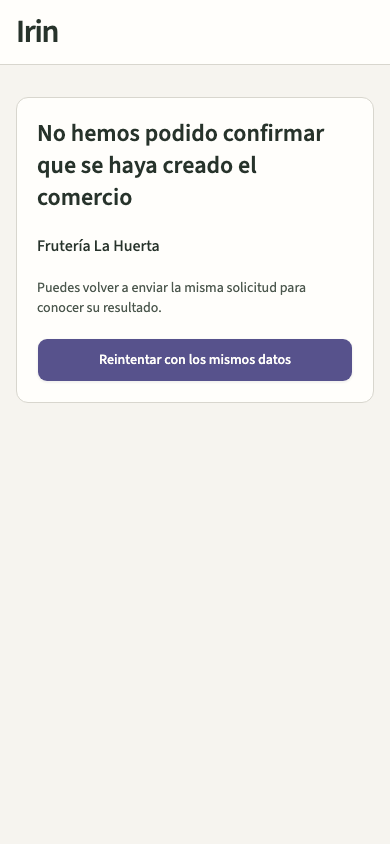 Irin
No hemos podido confirmar
que se haya creado el
comercio
Frutería La Huerta
Puedes volver a enviar la misma solicitud para
conocer su resultado.
Reintentar con los mismos datos